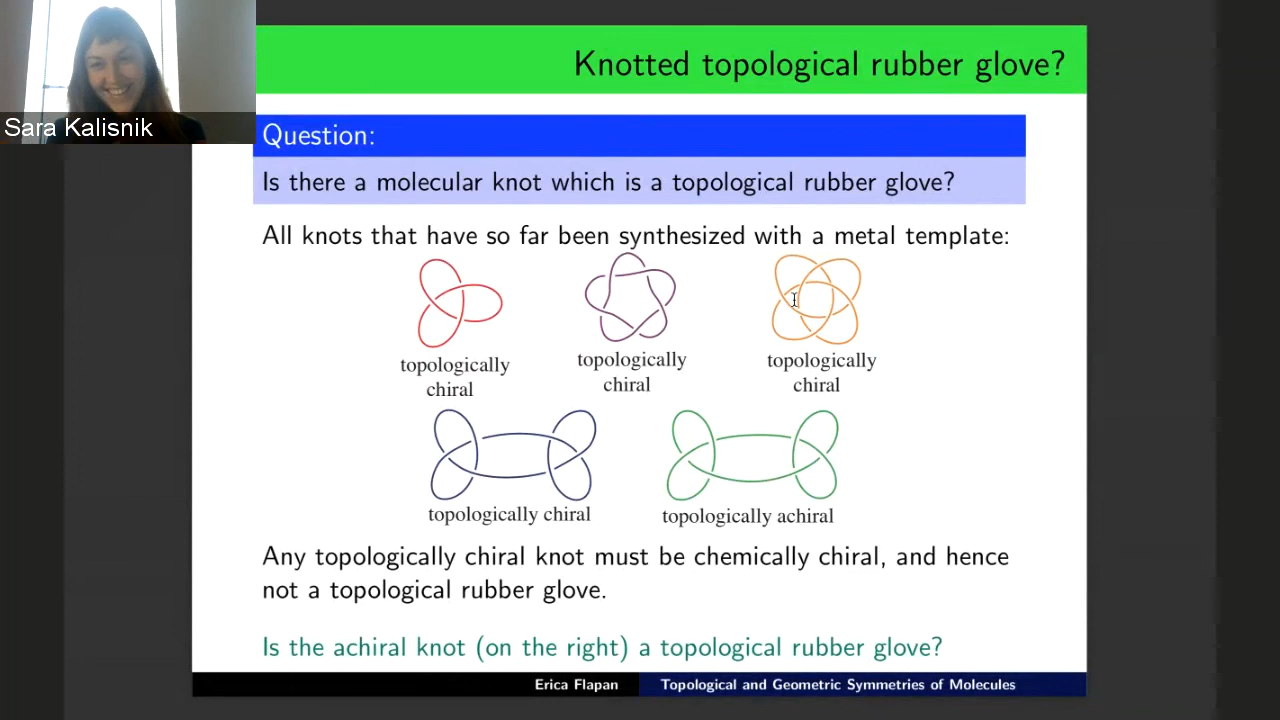 Knotted topological rubber glove?
Sara Kalisnik
Question:
Is there a molecular knot which is a topological rubber glove?
All knots that have so far been synthesized with a metal template:
topologically
chiral
topologically
chiral
topologically
chiral
topologically chiral
topologically achiral
Any topologically chiral knot must be chemically chiral, and hence
not a topological rubber glove.
Is the achiral knot (on the right) a topological rubber glove?
Erica Flapan
Topological and Geometric Symmetries of Molecules